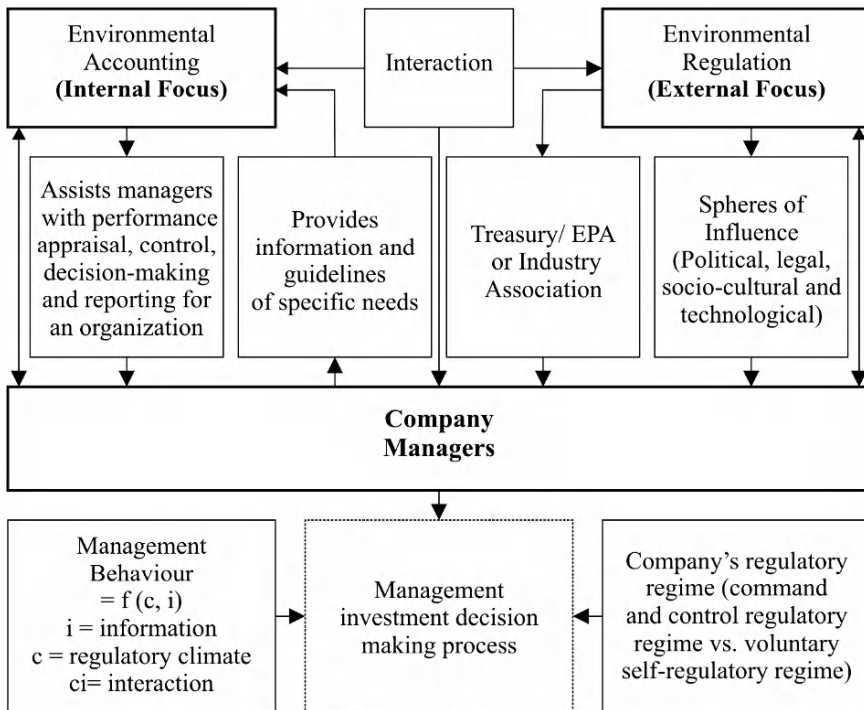 Environmental
Accounting
(Internal Focus)
Interaction
Environmental
Regulation
(External Focus)
Assists managers
with performance
appraisal, control,
decision-making
and reporting for
an organization
Provides
information and
guidelines
of specific needs
Treasury/ EPA
or Industry
Association
Spheres of
Influence
(Political, legal,
socio-cultural and
technological)
Company
Managers
Management
Behaviour
= f (c, i)
i = information
c = regulatory climate
ci= interaction
Management
investment decision
making process
Company’s regulatory
regime (command
and control regulatory
regime vs. voluntary
self-regulatory regime)